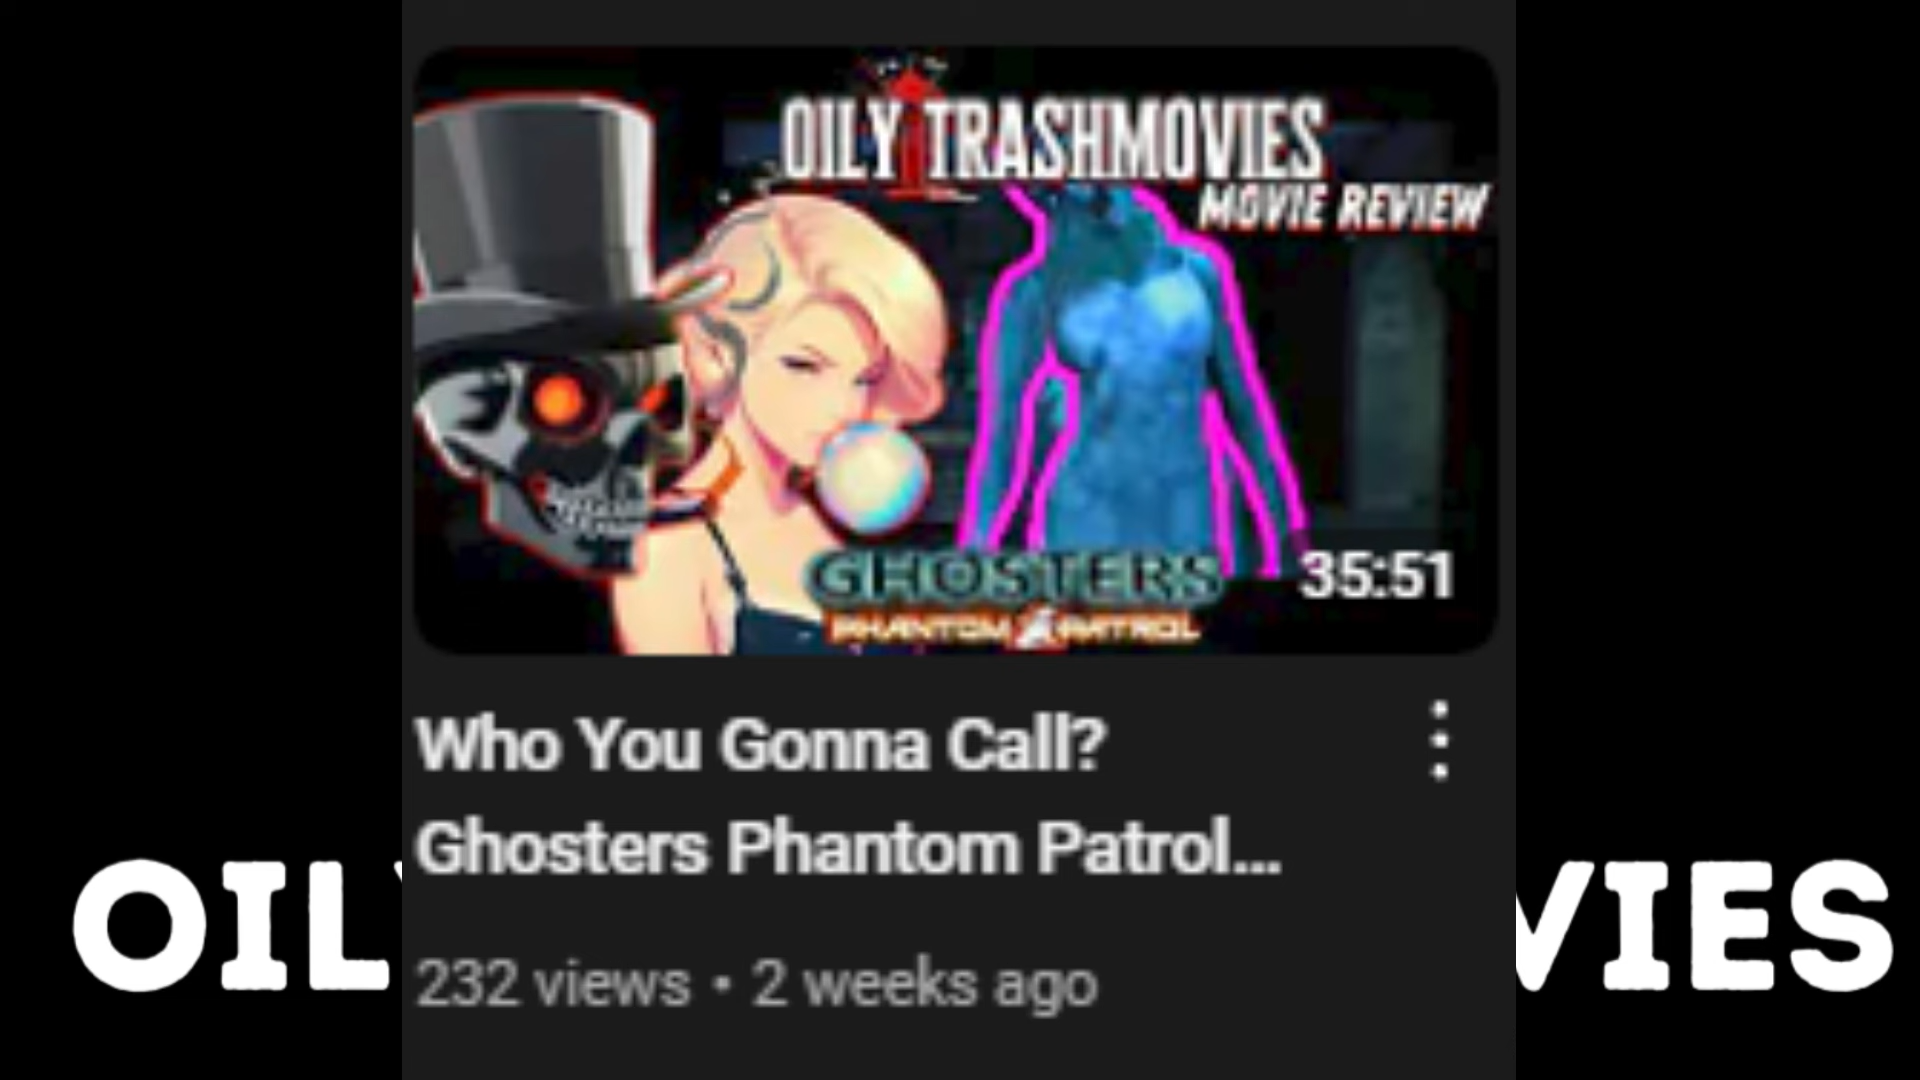 OILY TRASHMOVIES
MOVIE REVIEW
GHOSTERS
PHANTOM PATROL
35:51
Who You Gonna Call?
Ghosters Phantom Patrol...
232 views • 2 weeks ago
OIL
VIES